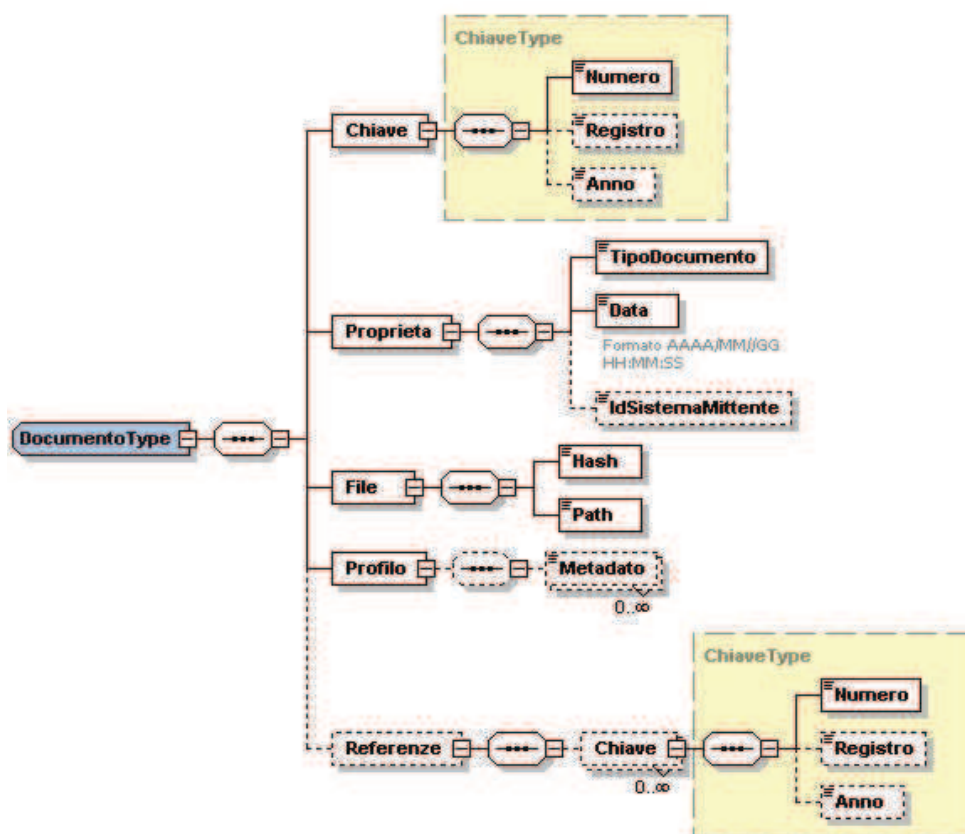 ChiaveType
Numero
Chiave
Registro
Anno
TipoDocumento
Proprieta
Data
Formato AAAA/MM//GG
HH:MM:SS
IdSistemaMittente
DocumentoType
Hash
File
Path
Profilo
Metadato
0..∞
ChiaveType
Numero
Referenze
Chiave
Registro
0..∞
Anno